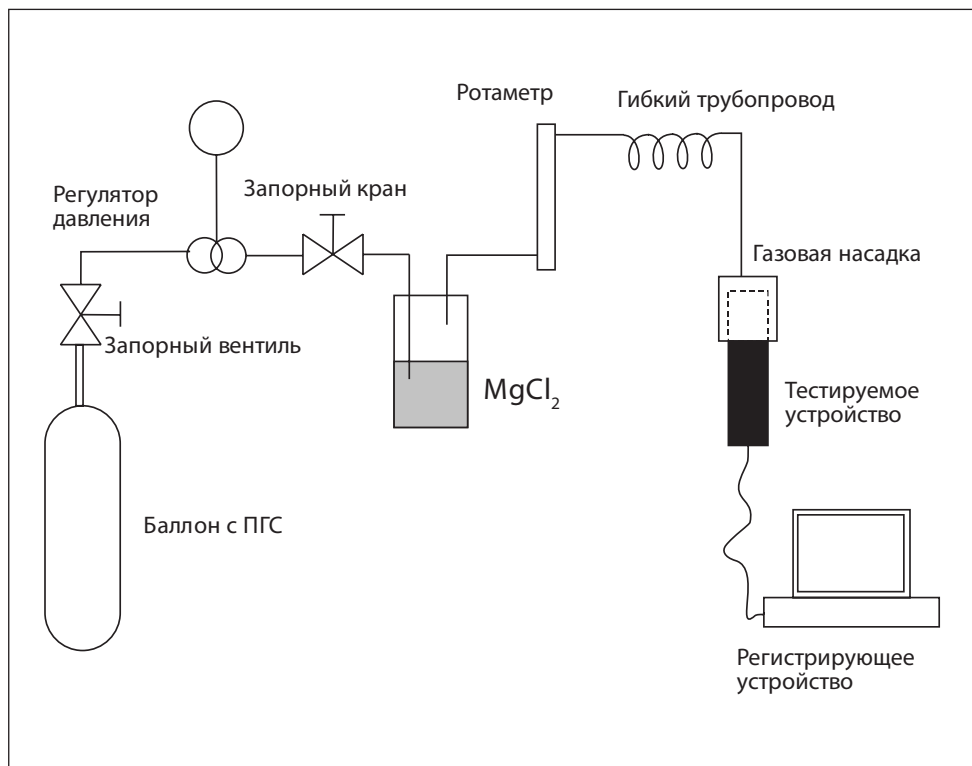 Ротаметр
Гибкий трубопровод
Регулятор
давления
Запорный кран
Газовая насадка
Запорный вентиль
MgCl₂
Тестируемое
устройство
Баллон с ПГС
Регистрирующее
устройство